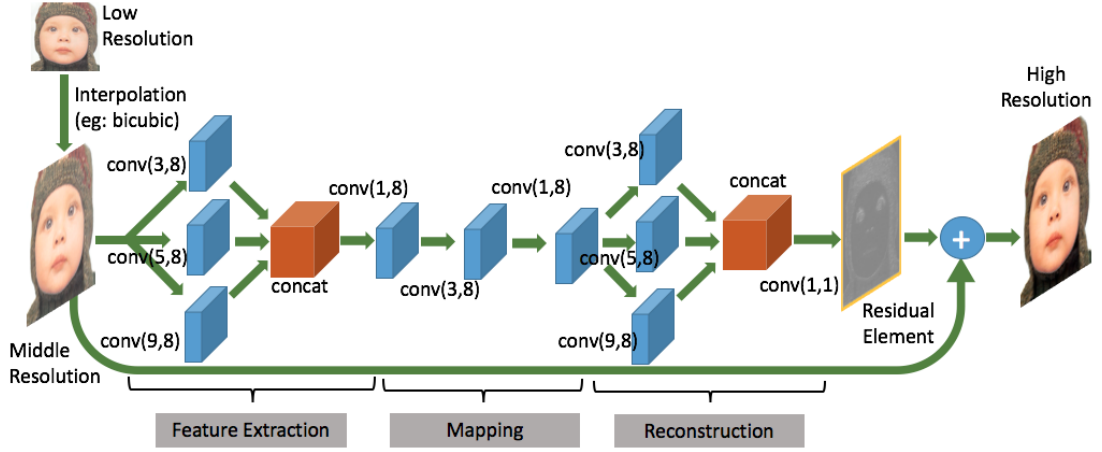 Low
Resolution
Interpolation
(eg: bicubic)
High
Resolution
conv(3,8)
conv(5,8)
conv(9,8)
concat
conv(1,8)
conv(3,8)
conv(1,8)
conv(3,8)
conv(5,8)
conv(9,8)
concat
conv(1,1)
+
Residual
Element
Middle
Resolution
Feature Extraction
Mapping
Reconstruction